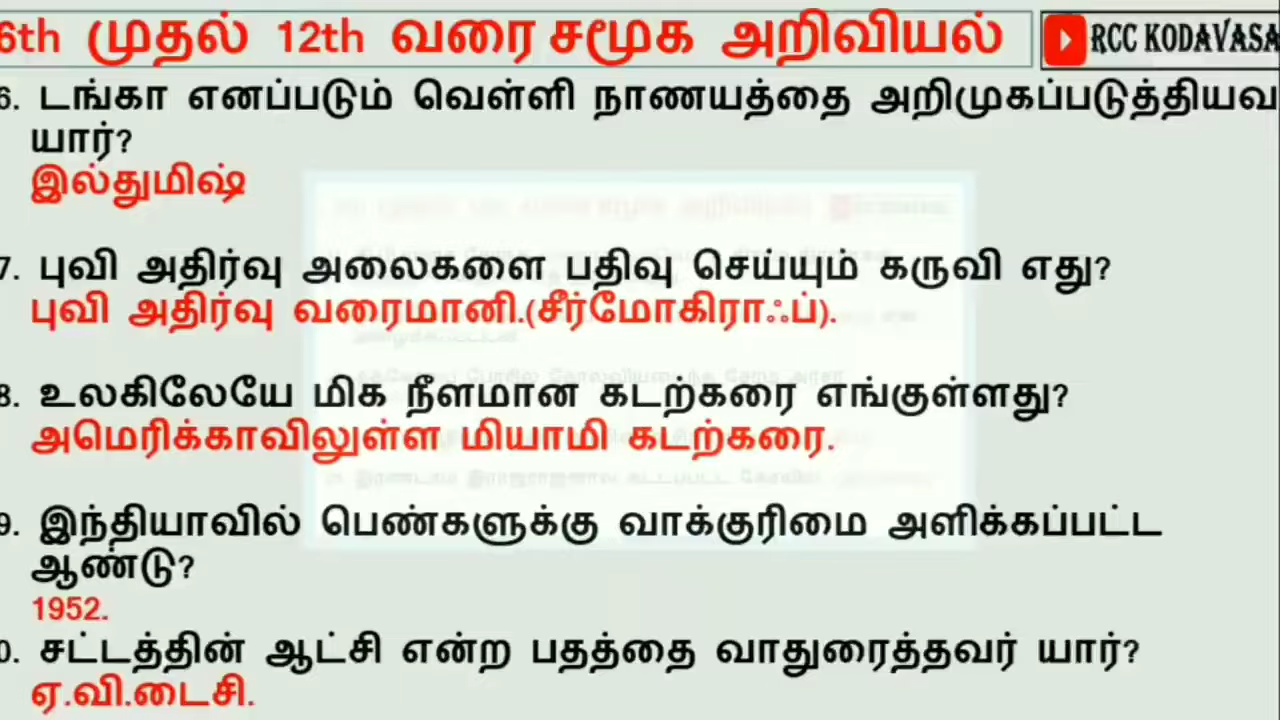 6th முதல் 12th வரை சமூக அறிவியல்
RCC KODAVASA
6. டங்கா எனப்படும் வெள்ளி நாணயத்தை அறிமுகப்படுத்தியவ
யார்?
இல்துமிஷ்
7. புவி அதிர்வு அலைகளை பதிவு செய்யும் கருவி எது?
புவி அதிர்வு வரைமானி.(சீர்மோகிராஃப்).
8. உலகிலேயே மிக நீளமான கடற்கரை எங்குள்ளது?
அமெரிக்காவிலுள்ள மியாமி கடற்கரை.
9. இந்தியாவில் பெண்களுக்கு வாக்குரிமை அளிக்கப்பட்ட
ஆண்டு?
1952.
0. சட்டத்தின் ஆட்சி என்ற பதத்தை வாதுரைத்தவர் யார்?
ஏ.வி.டைசி.